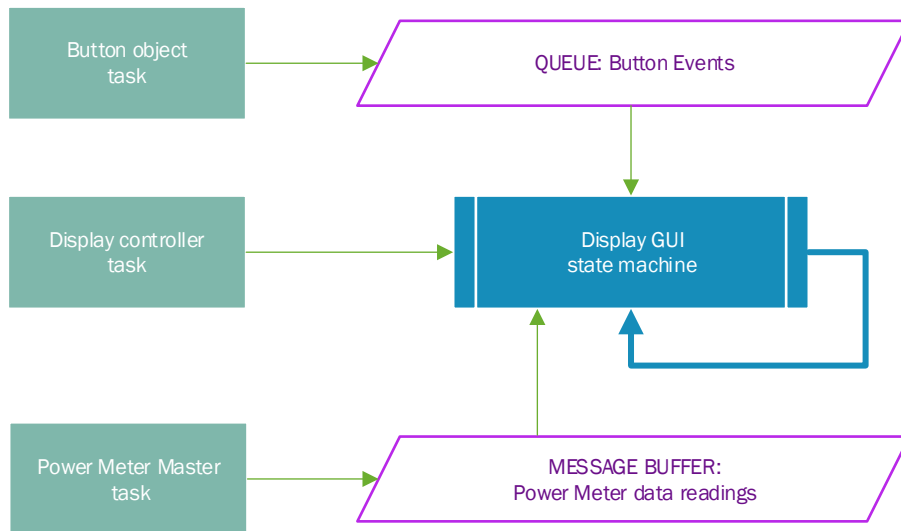 Button object
task
QUEUE: Button Events
Display controller
task
Display GUI
state machine
Power Meter Master
task
MESSAGE BUFFER:
Power Meter data readings